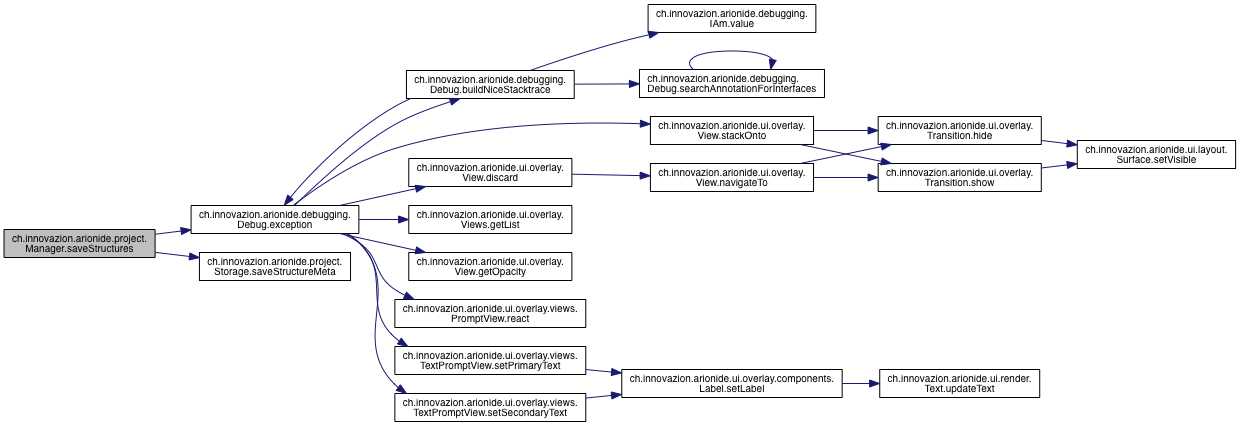 ch.innovazion.arionide.project.
Manager.saveStructures
ch.innovazion.arionide.debugging.
Debug.exception
ch.innovazion.arionide.project.
Storage.saveStructureMeta
ch.innovazion.arionide.debugging.
Debug.buildNiceStacktrace
ch.innovazion.arionide.ui.overlay.
View.discard
ch.innovazion.arionide.ui.overlay.
Views.getList
ch.innovazion.arionide.ui.overlay.
View.getOpacity
ch.innovazion.arionide.ui.overlay.views.
PromptView.react
ch.innovazion.arionide.ui.overlay.views.
TextPromptView.setPrimaryText
ch.innovazion.arionide.ui.overlay.views.
TextPromptView.setSecondaryText
ch.innovazion.arionide.debugging.
IAm.value
ch.innovazion.arionide.debugging.
Debug.searchAnnotationForInterfaces
ch.innovazion.arionide.ui.overlay.
View.stackOnto
ch.innovazion.arionide.ui.overlay.
View.navigateTo
ch.innovazion.arionide.ui.overlay.components.
Label.setLabel
ch.innovazion.arionide.ui.overlay.
Transition.hide
ch.innovazion.arionide.ui.overlay.
Transition.show
ch.innovazion.arionide.ui.render.
Text.updateText
ch.innovazion.arionide.ui.layout.
Surface.setVisible